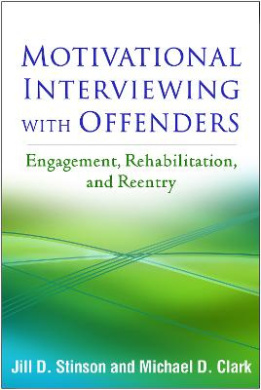 MOTIVATIONAL
INTERVIEWING
WITH OFFENDERS
Engagement, Rehabilitation,
and Reentry
Jill D. Stinson and Michael D. Clark